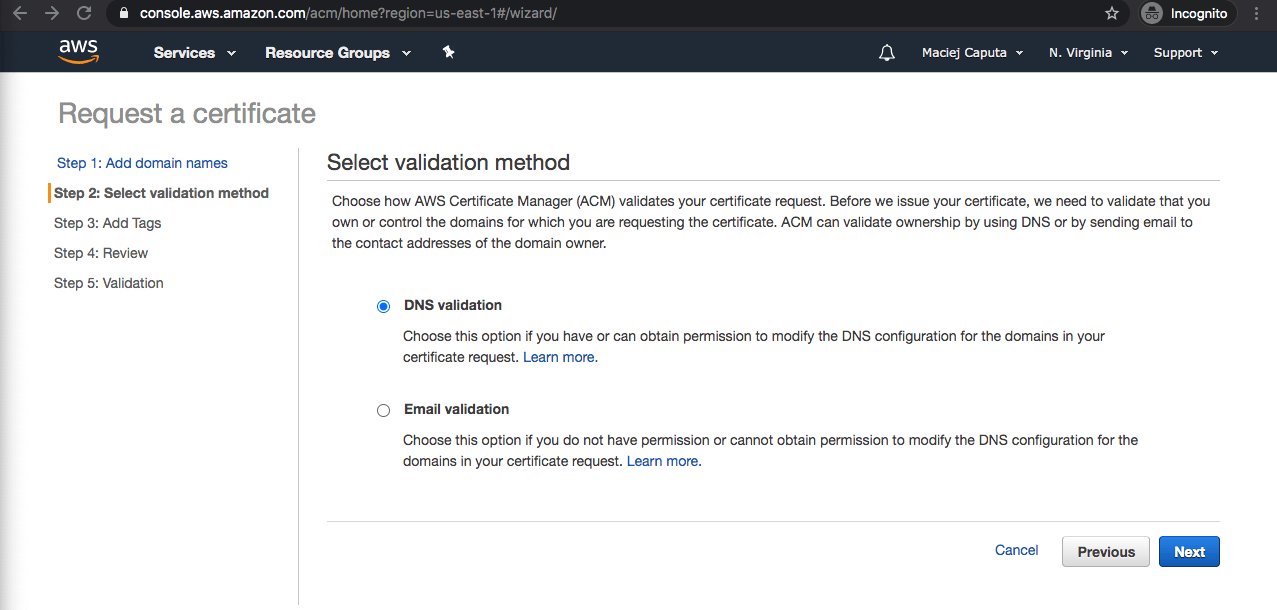 console.aws.amazon.com/acm/home?region=us-east-1#/wizard/
Incognito
aws
Services
Resource Groups
Maciej Caputa
N. Virginia
Support
Request a certificate
Step 1: Add domain names
Step 2: Select validation method
Step 3: Add Tags
Step 4: Review
Step 5: Validation
Select validation method
Choose how AWS Certificate Manager (ACM) validates your certificate request. Before we issue your certificate, we need to validate that you
own or control the domains for which you are requesting the certificate. ACM can validate ownership by using DNS or by sending email to
the contact addresses of the domain owner.
DNS validation
Choose this option if you have or can obtain permission to modify the DNS configuration for the domains in your
certificate request. Learn more.
Email validation
Choose this option if you do not have permission or cannot obtain permission to modify the DNS configuration for the
domains in your certificate request. Learn more.
Cancel
Previous
Next